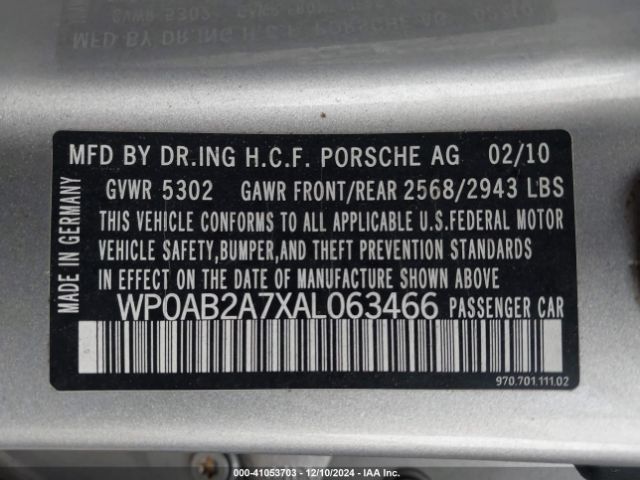 MFD BY DR.ING H.C.F. PORSCHE AG 02/10
GVWR 5302 GAWR FRONT/REAR 2568/2943 LBS
THIS VEHICLE CONFORMS TO ALL APPLICABLE U.S.FEDERAL MOTOR
VEHICLE SAFETY,BUMPER,AND THEFT PREVENTION STANDARDS
IN EFFECT ON THE DATE OF MANUFACTURE SHOWN ABOVE
WP0AB2A7XAL063466 PASSENGER CAR
MADE IN GERMANY
970.701.111.02
© - 41053703 - 12/10/2024 - IAA Inc.